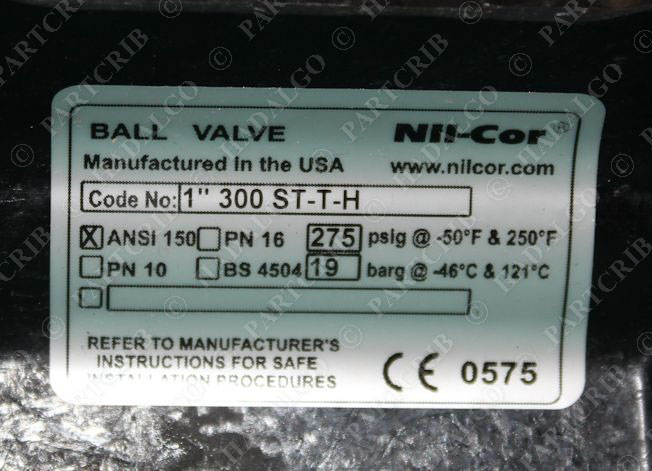 BALL VALVE Nil-Cor®
Manufactured in the USA www.nilcor.com
Code No: 1" 300 ST-T-H
X ANSI 150 PN 16 275 psig @ -50°F & 250°F
PN 10 BS 4504 19 barg @ -46°C & 121°C
REFER TO MANUFACTURER'S
INSTRUCTIONS FOR SAFE
INSTALLATION PROCEDURES
CE 0575
© PARTCRIB © HIDALGO